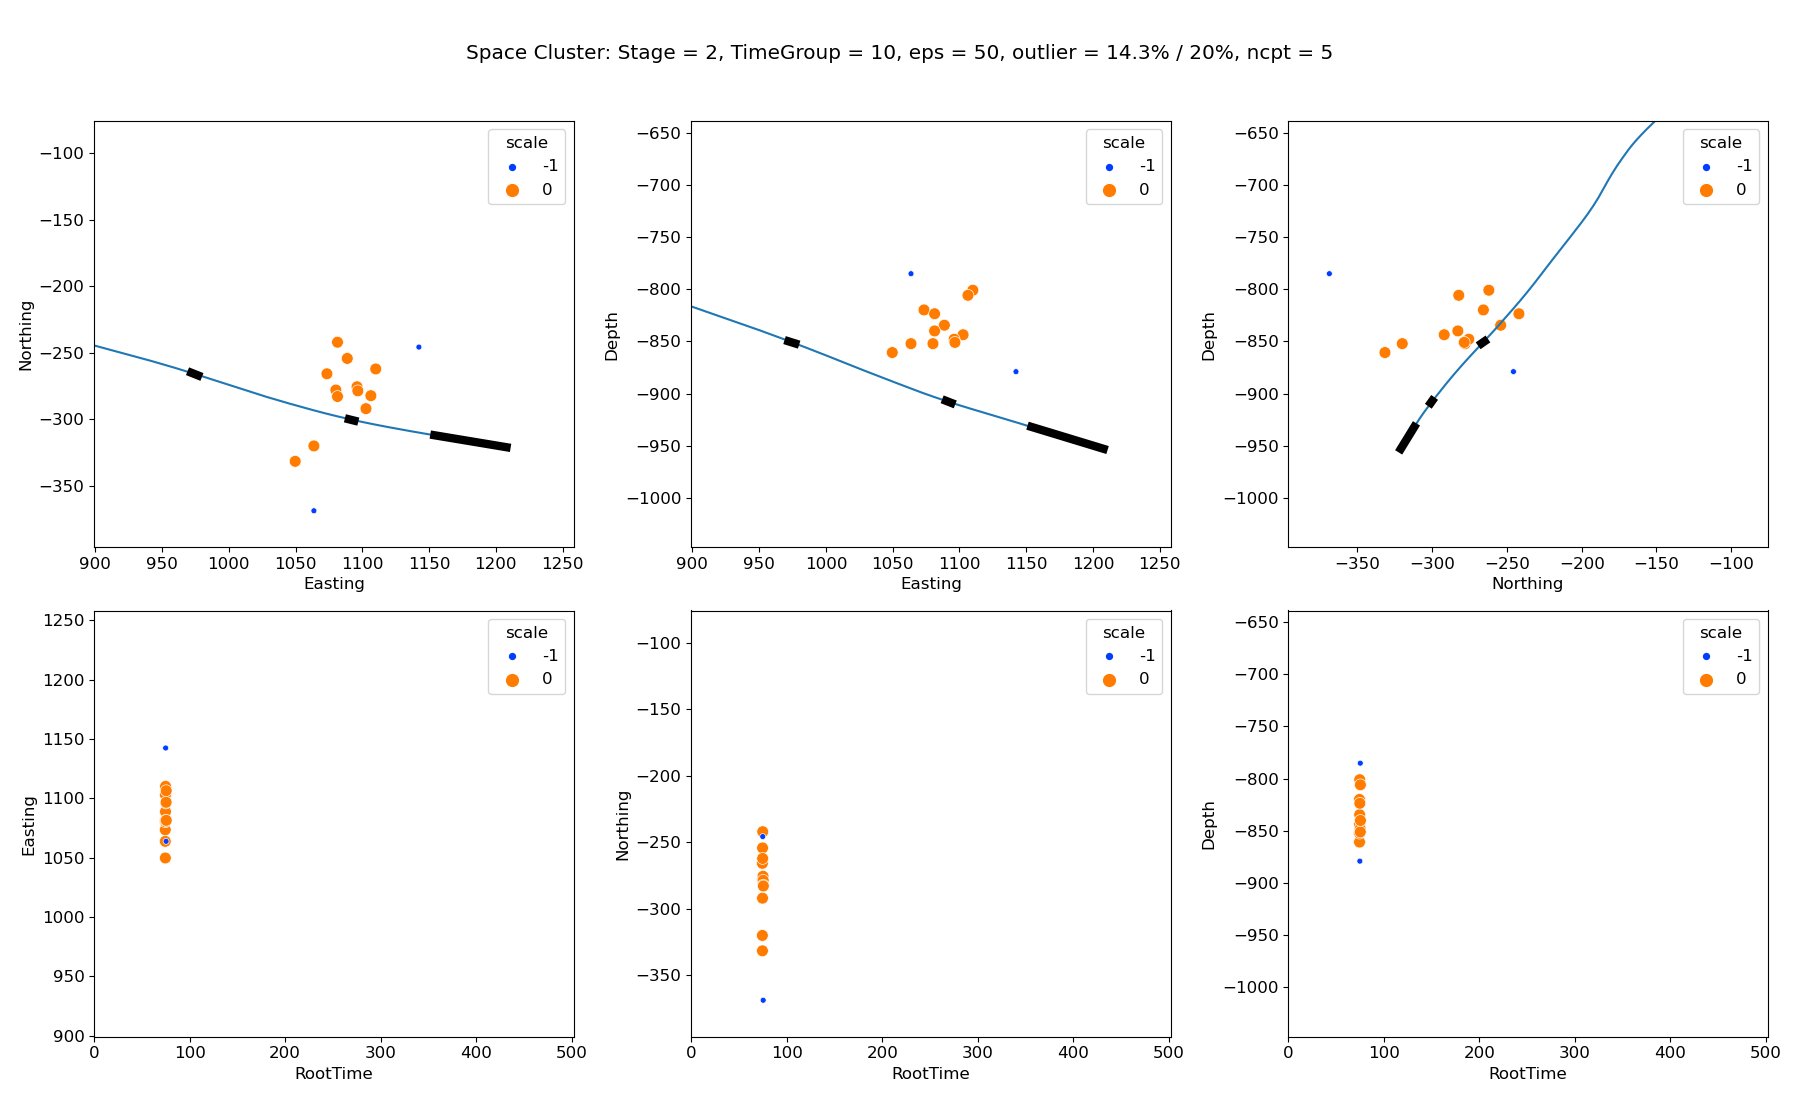 Space Cluster: Stage = 2, TimeGroup = 10, eps = 50, outlier = 14.3% / 20%, ncpt = 5
scale
-1
0
−100
−150
−200
−250
−300
−350
Northing
900 950 1000 1050 1100 1150 1200 1250
Easting
scale
-1
0
−650
−700
−750
−800
−850
−900
−950
−1000
Depth
900 950 1000 1050 1100 1150 1200 1250
Easting
scale
-1
0
−650
−700
−750
−800
−850
−900
−950
−1000
Depth
−350 −300 −250 −200 −150 −100
Northing
scale
-1
0
1250
1200
1150
1100
1050
1000
950
900
Easting
0 100 200 300 400 500
RootTime
scale
-1
0
−100
−150
−200
−250
−300
−350
Northing
0 100 200 300 400 500
RootTime
scale
-1
0
−650
−700
−750
−800
−850
−900
−950
−1000
Depth
0 100 200 300 400 500
RootTime